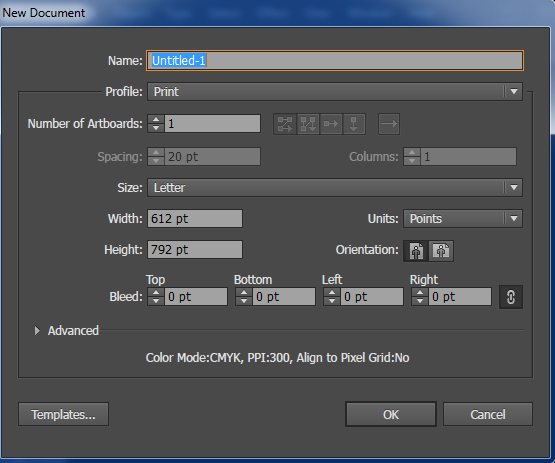 New Document
Name: Untitled-1
Profile: Print
Number of Artboards: 1
Spacing: 20 pt Columns: 1
Size: Letter
Width: 612 pt Units: Points
Height: 792 pt Orientation:
Top Bottom Left Right
Bleed: 0 pt 0 pt 0 pt 0 pt
Advanced
Color Mode:CMYK, PPI:300, Align to Pixel Grid:No
Templates... OK Cancel